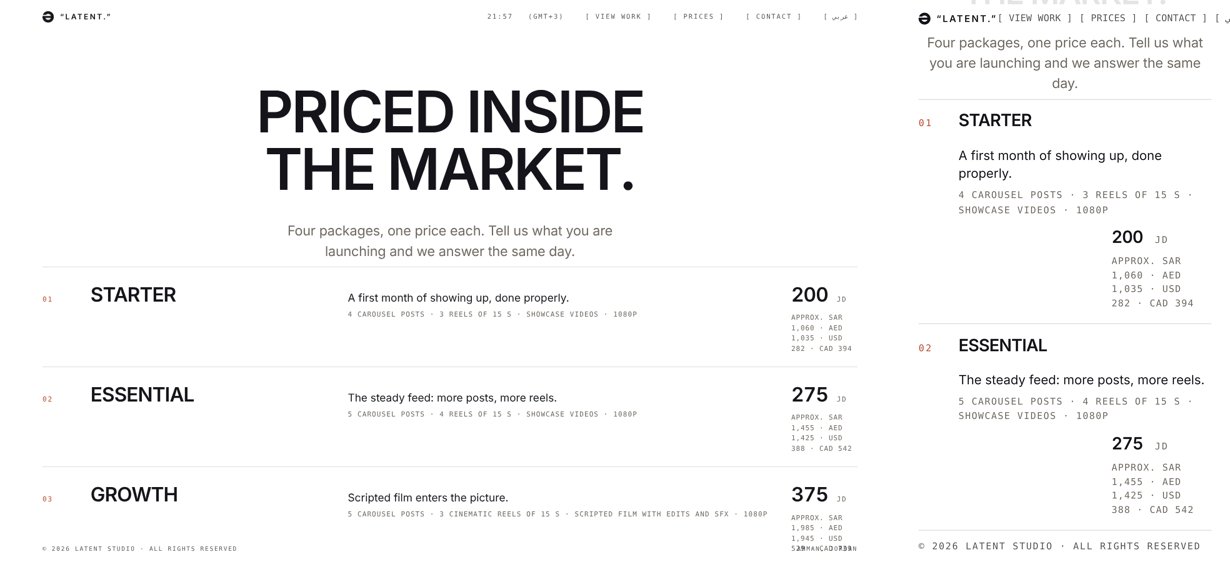 "LATENT."
21:57 (GMT+3) [ VIEW WORK ] [ PRICES ] [ CONTACT ] [ عربي ]
PRICED INSIDE
THE MARKET.
Four packages, one price each. Tell us what you are
launching and we answer the same day.
01 STARTER
A first month of showing up, done properly.
4 CAROUSEL POSTS · 3 REELS OF 15 S · SHOWCASE VIDEOS · 1080P
200 JD
APPROX. SAR
1,060 · AED
1,035 · USD
282 · CAD 394
02 ESSENTIAL
The steady feed: more posts, more reels.
5 CAROUSEL POSTS · 4 REELS OF 15 S · SHOWCASE VIDEOS · 1080P
275 JD
APPROX. SAR
1,455 · AED
1,425 · USD
388 · CAD 542
03 GROWTH
Scripted film enters the picture.
5 CAROUSEL POSTS · 3 CINEMATIC REELS OF 15 S · SCRIPTED FILM WITH EDITS AND SFX · 1080P
375 JD
APPROX. SAR
1,985 · AED
1,945 · USD
© 2026 LATENT STUDIO · ALL RIGHTS RESERVED
THE MARKET.
"LATENT." [ VIEW WORK ] [ PRICES ] [ CONTACT ] [
Four packages, one price each. Tell us what
you are launching and we answer the same
day.
01 STARTER
A first month of showing up, done
properly.
4 CAROUSEL POSTS · 3 REELS OF 15 S ·
SHOWCASE VIDEOS · 1080P
200 JD
APPROX. SAR
1,060 · AED
1,035 · USD
282 · CAD 394
02 ESSENTIAL
The steady feed: more posts, more reels.
5 CAROUSEL POSTS · 4 REELS OF 15 S ·
SHOWCASE VIDEOS · 1080P
275 JD
APPROX. SAR
1,455 · AED
1,425 · USD
388 · CAD 542
© 2026 LATENT STUDIO · ALL RIGHTS RESERVED